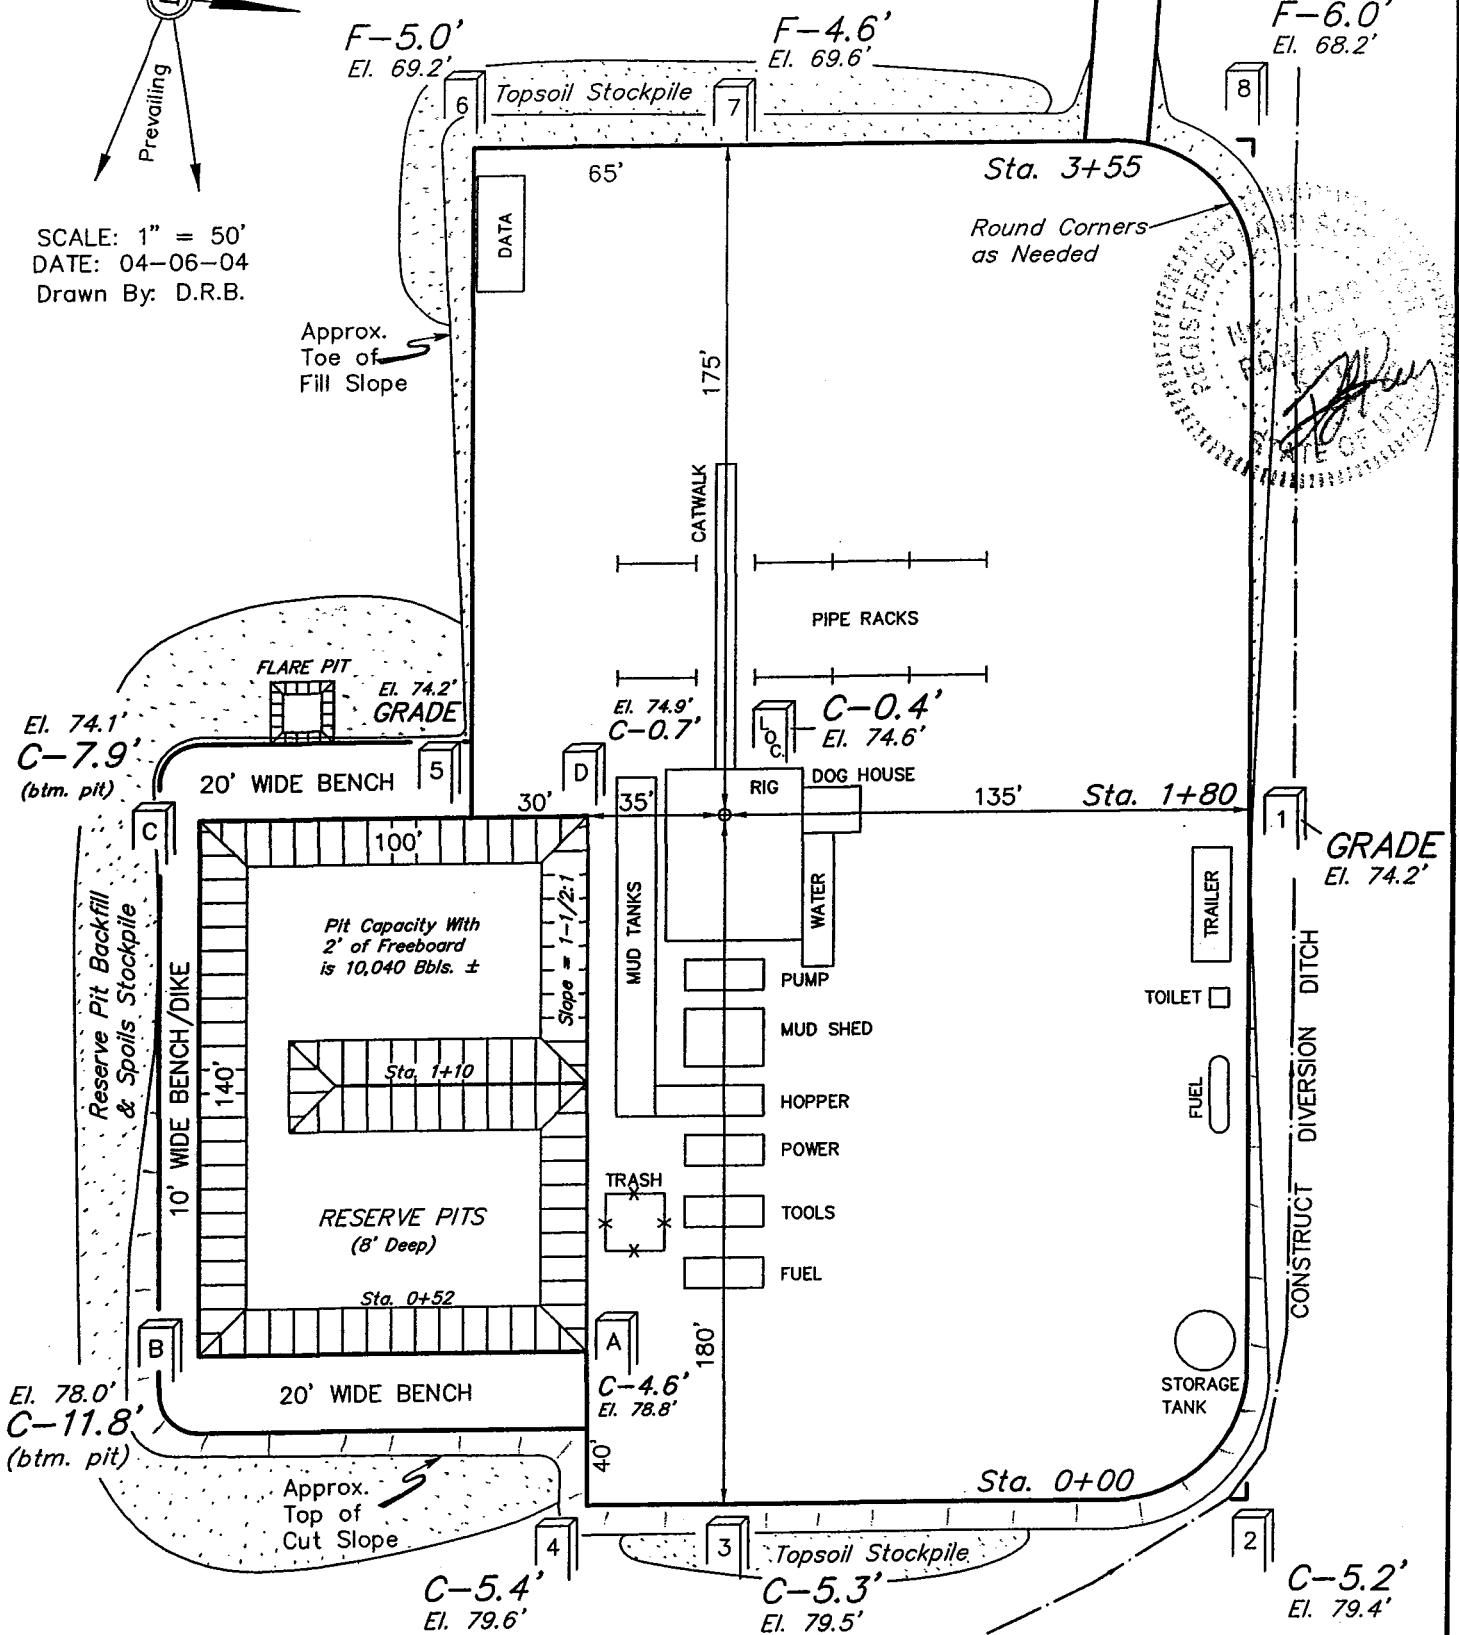 F-5.0'
El. 69.2'
F-4.6'
El. 69.6'
F-6.0'
El. 68.2'
Prevailing
6
Topsoil Stockpile
7
8
65'
Sta. 3+55
DATA
Round Corners
as Needed
SCALE: 1" = 50'
DATE: 04-06-04
Drawn By: D.R.B.
REGISTERED LAND
STATE OF UTAH
Approx.
Toe of
Fill Slope
175'
CATWALK
PIPE RACKS
FLARE PIT
El. 74.2'
GRADE
El. 74.9'
C-0.7'
LOC.
C-0.4'
El. 74.6'
El. 74.1'
C-7.9'
(btm. pit)
20' WIDE BENCH
5
D
RIG
DOG HOUSE
30'
35'
135'
Sta. 1+80
1
GRADE
El. 74.2'
C
100'
Reserve Pit Backfill
& Spoils Stockpile
10' WIDE BENCH/DIKE
140'
Pit Capacity With
2' of Freeboard
is 10,040 Bbls. ±
Slope = 1-1/2:1
MUD TANKS
WATER
TRAILER
PUMP
TOILET
MUD SHED
CONSTRUCT DIVERSION DITCH
Sta. 1+10
HOPPER
FUEL
POWER
TRASH
TOOLS
RESERVE PITS
(8' Deep)
FUEL
Sta. 0+52
B
A
180'
STORAGE
TANK
El. 78.0'
C-11.8'
(btm. pit)
20' WIDE BENCH
C-4.6'
El. 78.8'
40'
Sta. 0+00
Approx.
Top of
Cut Slope
4
3
Topsoil Stockpile
2
C-5.4'
El. 79.6'
C-5.3'
El. 79.5'
C-5.2'
El. 79.4'